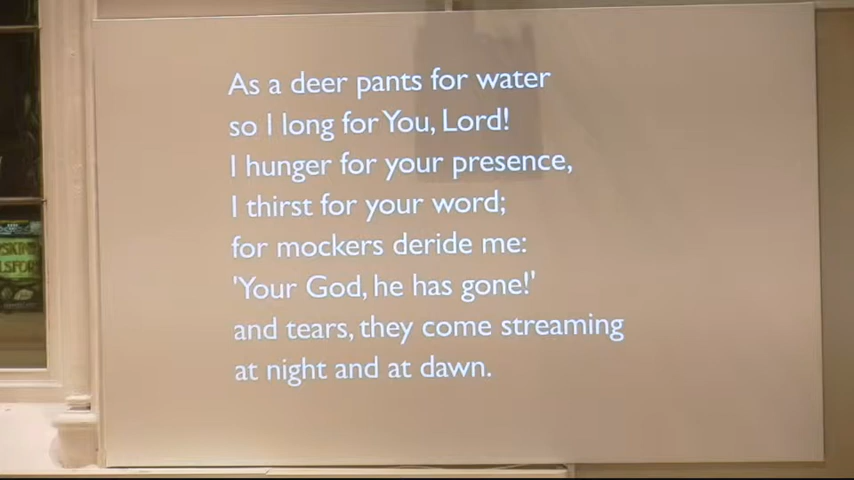 As a deer pants for water
so I long for You, Lord!
I hunger for your presence,
I thirst for your word;
for mockers deride me:
'Your God, he has gone!'
and tears, they come streaming
at night and at dawn.